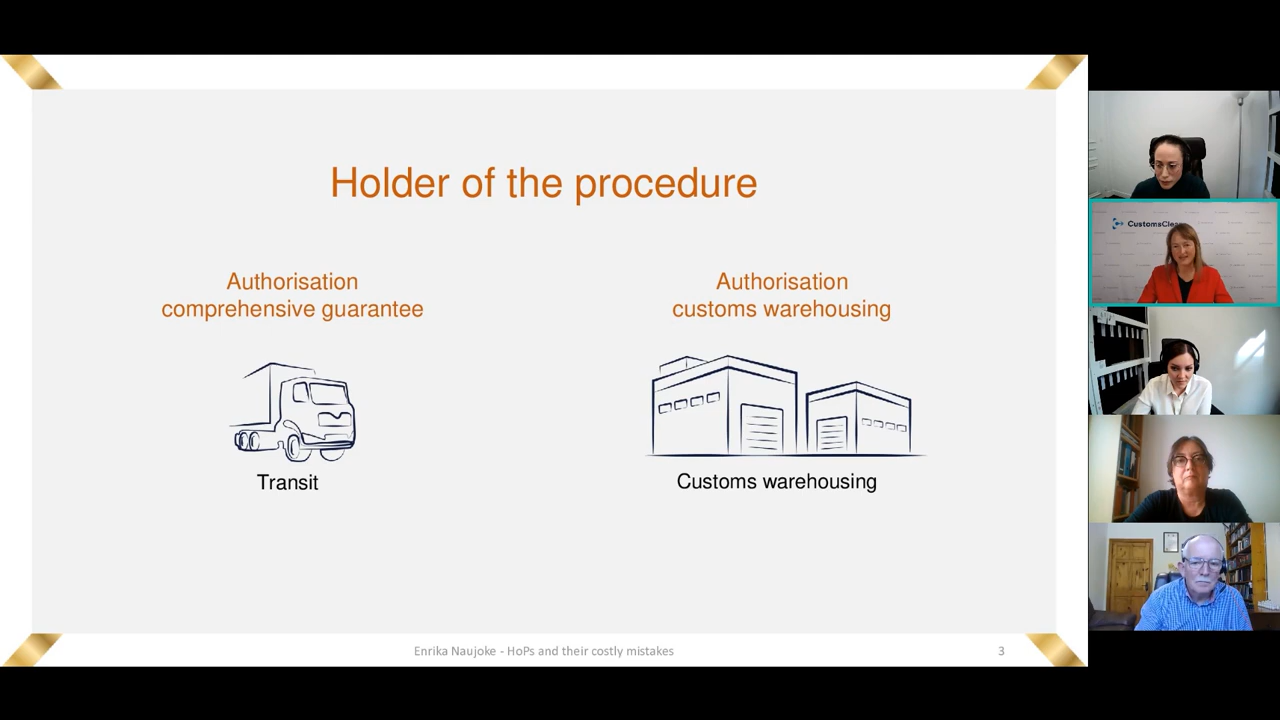 Holder of the procedure
Authorisation
comprehensive guarantee
Authorisation
customs warehousing
Transit
Customs warehousing
Enrika Naujoke - HoPs and their costly mistakes
3